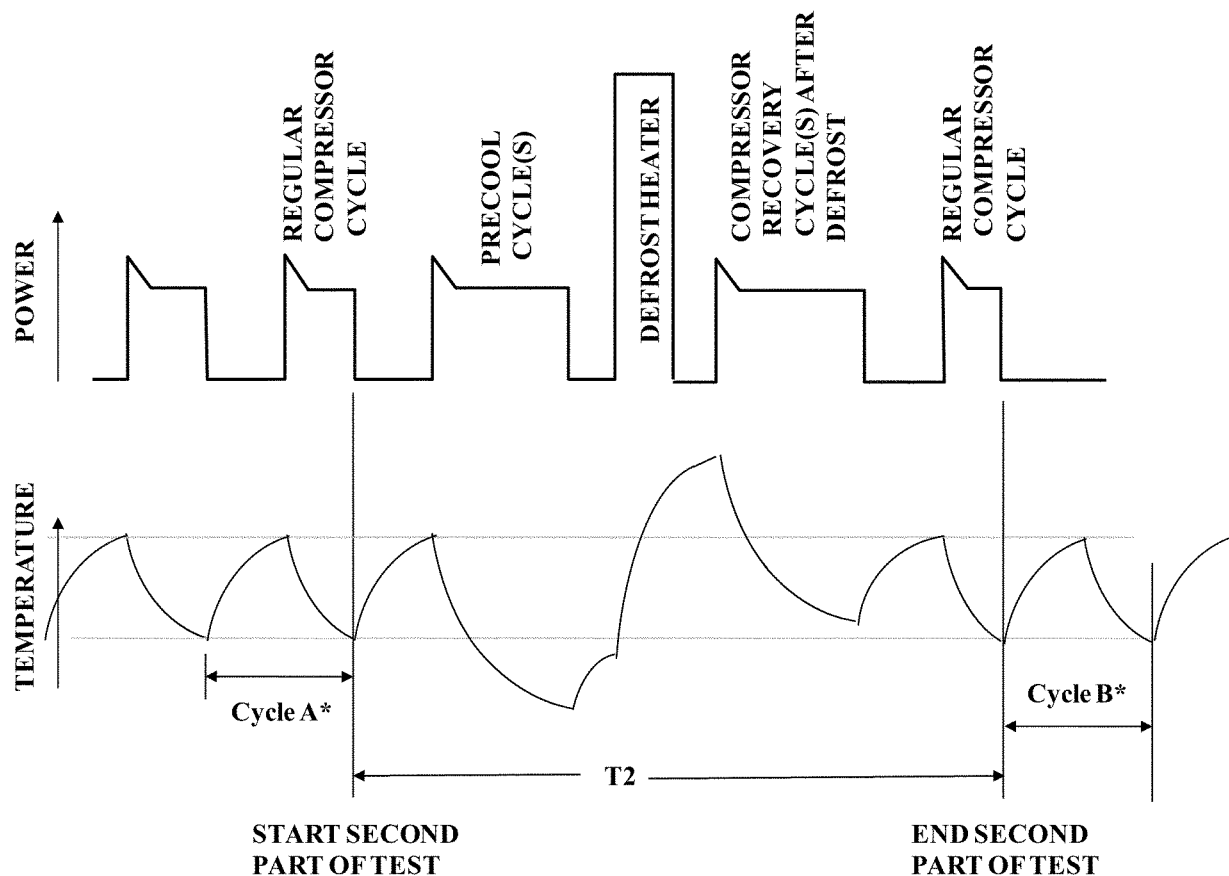 REGULAR
COMPRESSOR
CYCLE
PRECOOL
CYCLE(S)
DEFROST HEATER
COMPRESSOR
RECOVERY
CYCLE(S) AFTER
DEFROST
REGULAR
COMPRESSOR
CYCLE
POWER
TEMPERATURE
Cycle A*
Cycle B*
T2
START SECOND
PART OF TEST
END SECOND
PART OF TEST